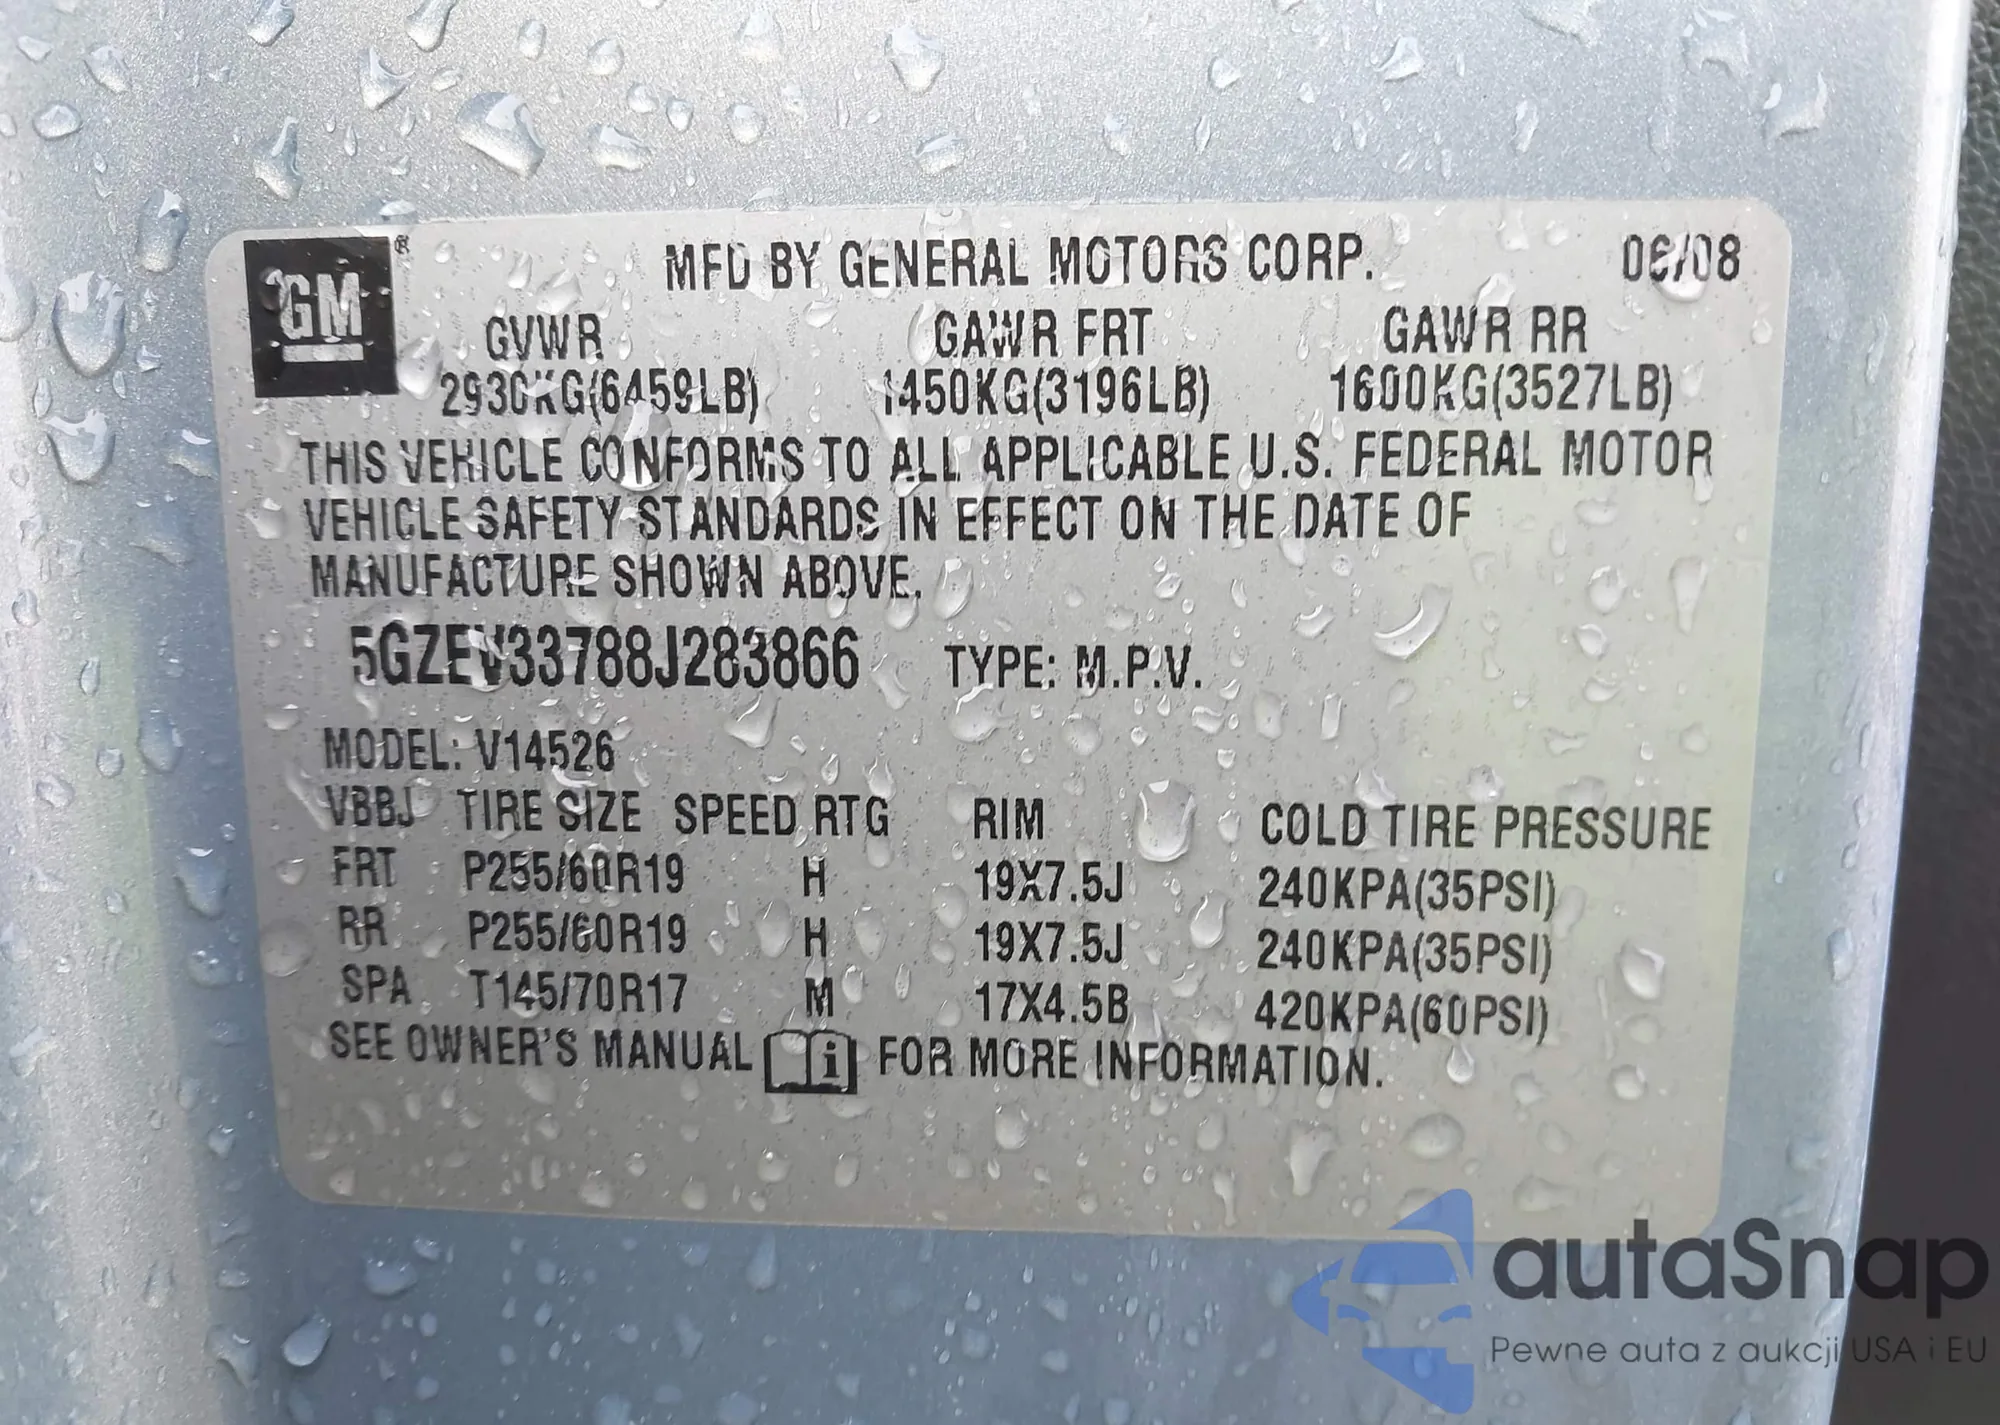 GM ® MFD BY GENERAL MOTORS CORP. 06/08
GVWR GAWR FRT GAWR RR
2930KG(6459LB) 1450KG(3196LB) 1600KG(3527LB)
THIS VEHICLE CONFORMS TO ALL APPLICABLE U.S. FEDERAL MOTOR
VEHICLE SAFETY STANDARDS IN EFFECT ON THE DATE OF
MANUFACTURE SHOWN ABOVE.
5GZEV33788J283866 TYPE: M.P.V.
MODEL: V14526
VBBJ TIRE SIZE SPEED RTG RIM COLD TIRE PRESSURE
FRT P255/60R19 H 19X7.5J 240KPA(35PSI)
RR P255/60R19 H 19X7.5J 240KPA(35PSI)
SPA T145/70R17 M 17X4.5B 420KPA(60PSI)
SEE OWNER'S MANUAL i FOR MORE INFORMATION.
autaSnap
Pewne auta z aukcji USA i EU